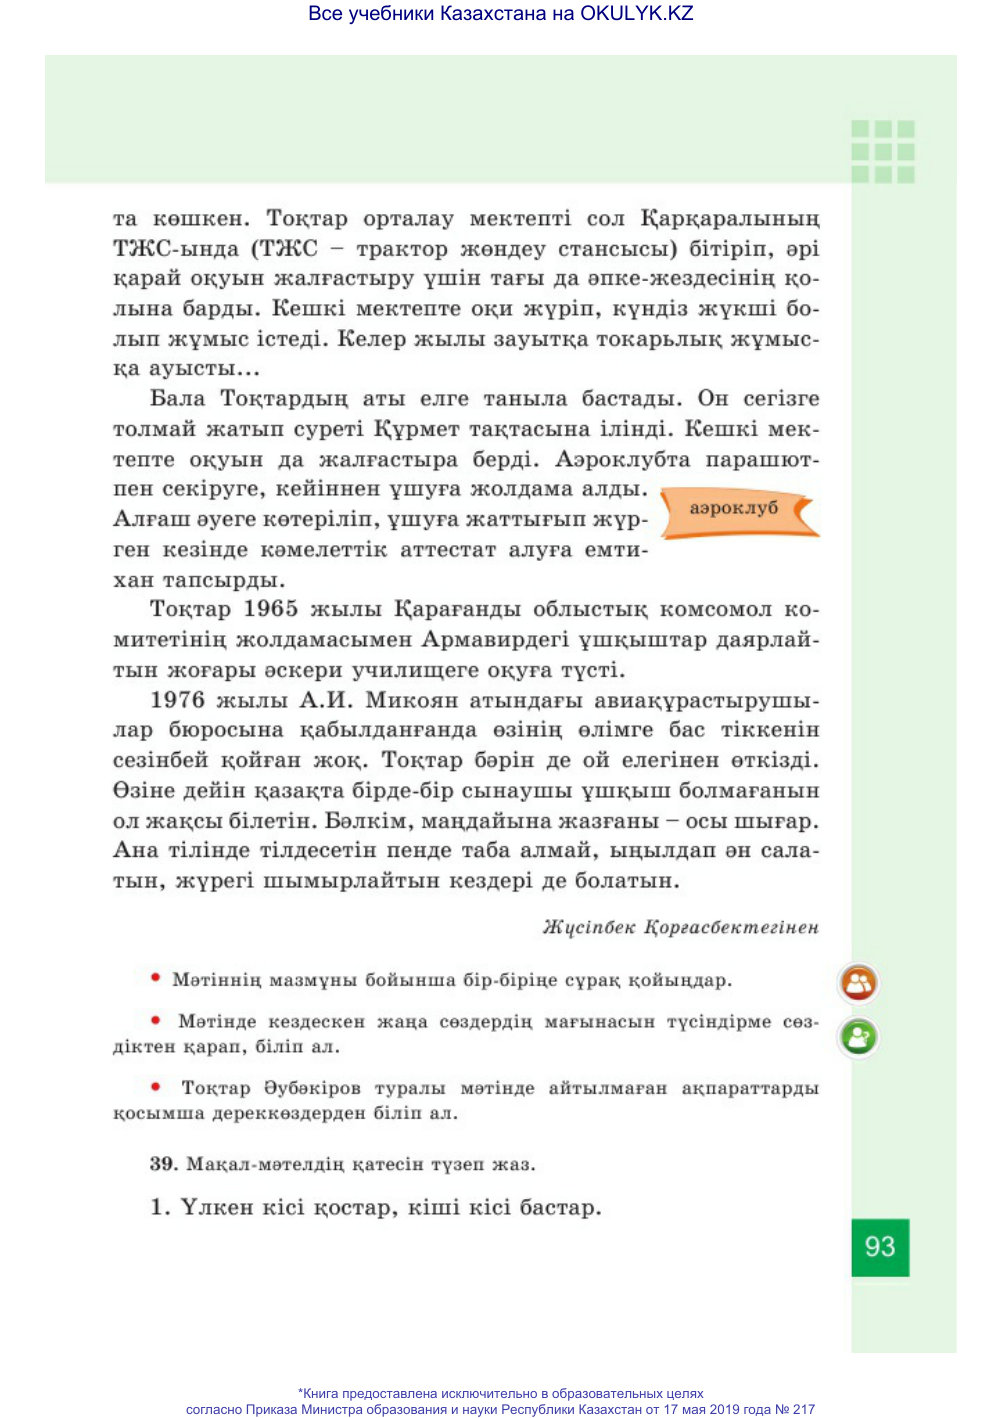 Все учебники Казахстана на OKULYK.KZ
та көшкен. Тоқтар орталау мектепті сол Қарқаралының
ТЖС-ында (ТЖС – трактор жөндеу стансысы) бітіріп, әрі
қарай оқуын жалғастыру үшін тағы да әпке-жездесінің қо-
лына барды. Кешкі мектепте оқи жүріп, күндіз жүкші бо-
лып жұмыс істеді. Келер жылы зауытқа токарьлық жұмыс-
қа ауысты...
Бала Тоқтардың аты елге таныла бастады. Он сегізге
толмай жатып суреті Құрмет тақтасына ілінді. Кешкі мек-
тепте оқуын да жалғастыра берді. Аэроклубта парашют-
пен секіруге, кейіннен ұшуға жолдама алды.
Алғаш әуеге көтеріліп, ұшуға жаттығып жүр-
ген кезінде кәмелеттік аттестат алуға емти-
хан тапсырды.
аэроклуб
Тоқтар 1965 жылы Қарағанды облыстық комсомол ко-
митетінің жолдамасымен Армавирдегі ұшқыштар даярлай-
тын жоғары әскери училищеге оқуға түсті.
1976 жылы А.И. Микоян атындағы авиақұрастырушы-
лар бюросына қабылданғанда өзінің өлімге бас тіккенін
сезінбей қойған жоқ. Тоқтар бәрін де ой елегінен өткізді.
Өзіне дейін қазақта бірде-бір сынаушы ұшқыш болмағанын
ол жақсы білетін. Бәлкім, маңдайына жазғаны – осы шығар.
Ана тілінде тілдесетін пенде таба алмай, ыңылдап ән сала-
тын, жүрегі шымырлайтын кездері де болатын.
Жүсіпбек Қорғасбектегінен
• Мәтіннің мазмұны бойынша бір-біріңе сұрақ қойыңдар.
• Мәтінде кездескен жаңа сөздердің мағынасын түсіндірме сөз-
діктен қарап, біліп ал.
• Тоқтар Әубәкіров туралы мәтінде айтылмаған ақпараттарды
қосымша дереккөздерден біліп ал.
39. Мақал-мәтелдің қатесін түзеп жаз.
1. Үлкен кісі қостар, кіші кісі бастар.
93
*Книга предоставлена исключительно в образовательных целях
согласно Приказа Министра образования и науки Республики Казахстан от 17 мая 2019 года № 217